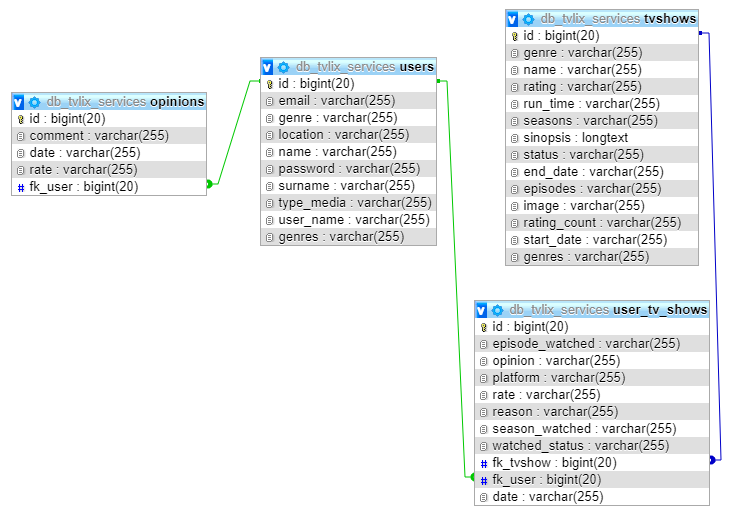 db_tvlix_services opinions
id : bigint(20)
comment : varchar(255)
date : varchar(255)
rate : varchar(255)
fk_user : bigint(20)
db_tvlix_services users
id : bigint(20)
email : varchar(255)
genre : varchar(255)
location : varchar(255)
name : varchar(255)
password : varchar(255)
surname : varchar(255)
type_media : varchar(255)
user_name : varchar(255)
genres : varchar(255)
db_tvlix_services tvshows
id : bigint(20)
genre : varchar(255)
name : varchar(255)
rating : varchar(255)
run_time : varchar(255)
seasons : varchar(255)
sinopsis : longtext
status : varchar(255)
end_date : varchar(255)
episodes : varchar(255)
image : varchar(255)
rating_count : varchar(255)
start_date : varchar(255)
genres : varchar(255)
db_tvlix_services user_tv_shows
id : bigint(20)
episode_watched : varchar(255)
opinion : varchar(255)
platform : varchar(255)
rate : varchar(255)
reason : varchar(255)
season_watched : varchar(255)
watched_status : varchar(255)
fk_tvshow : bigint(20)
fk_user : bigint(20)
date : varchar(255)